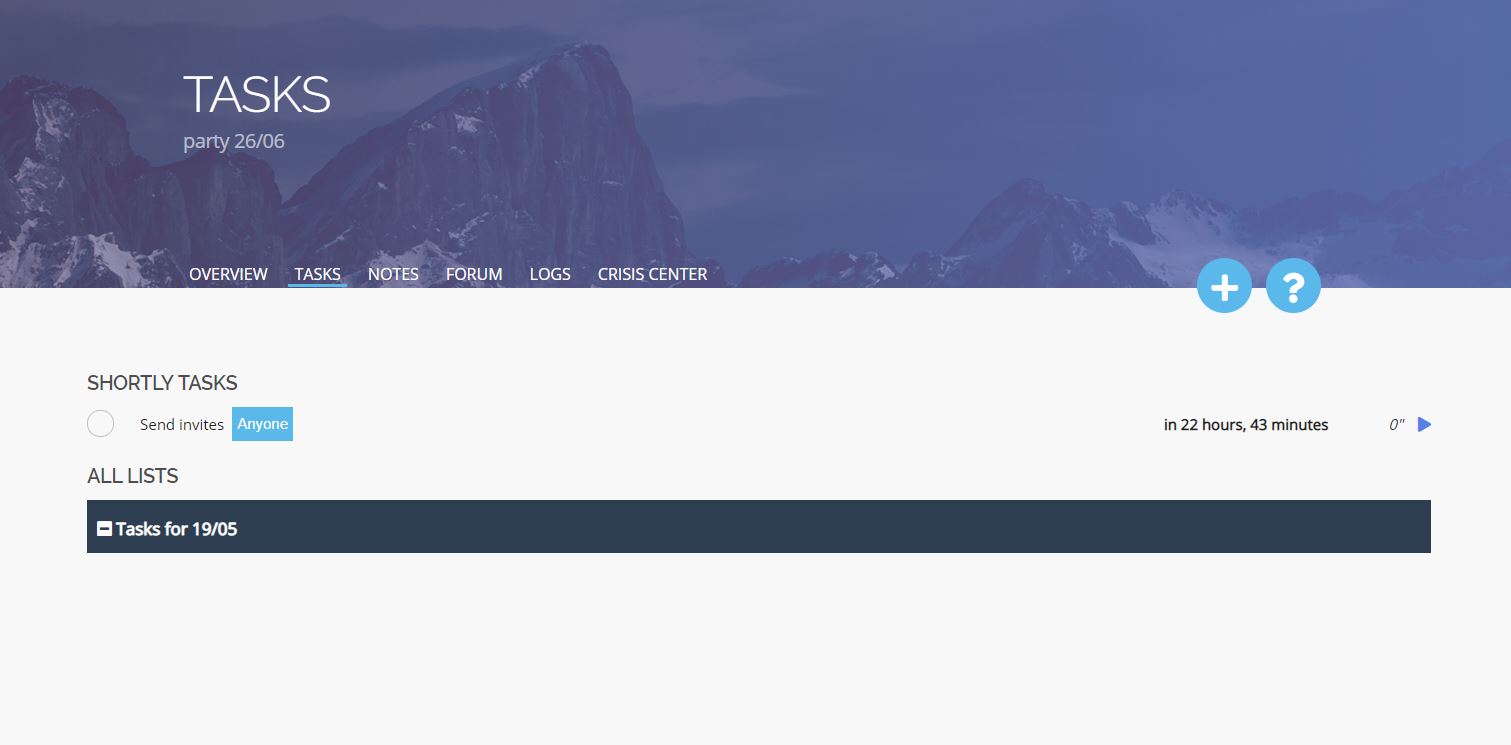 TASKS
party 26/06
OVERVIEW TASKS NOTES FORUM LOGS CRISIS CENTER
SHORTLY TASKS
Send invites Anyone in 22 hours, 43 minutes 0"
ALL LISTS
Tasks for 19/05